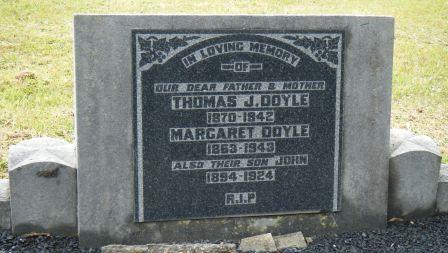 IN LOVING MEMORY
OF
OUR DEAR FATHER & MOTHER
THOMAS J. DOYLE
1870-1942
MARGARET DOYLE
1863-1943
ALSO THEIR SON JOHN
1894-1924
R.I.P